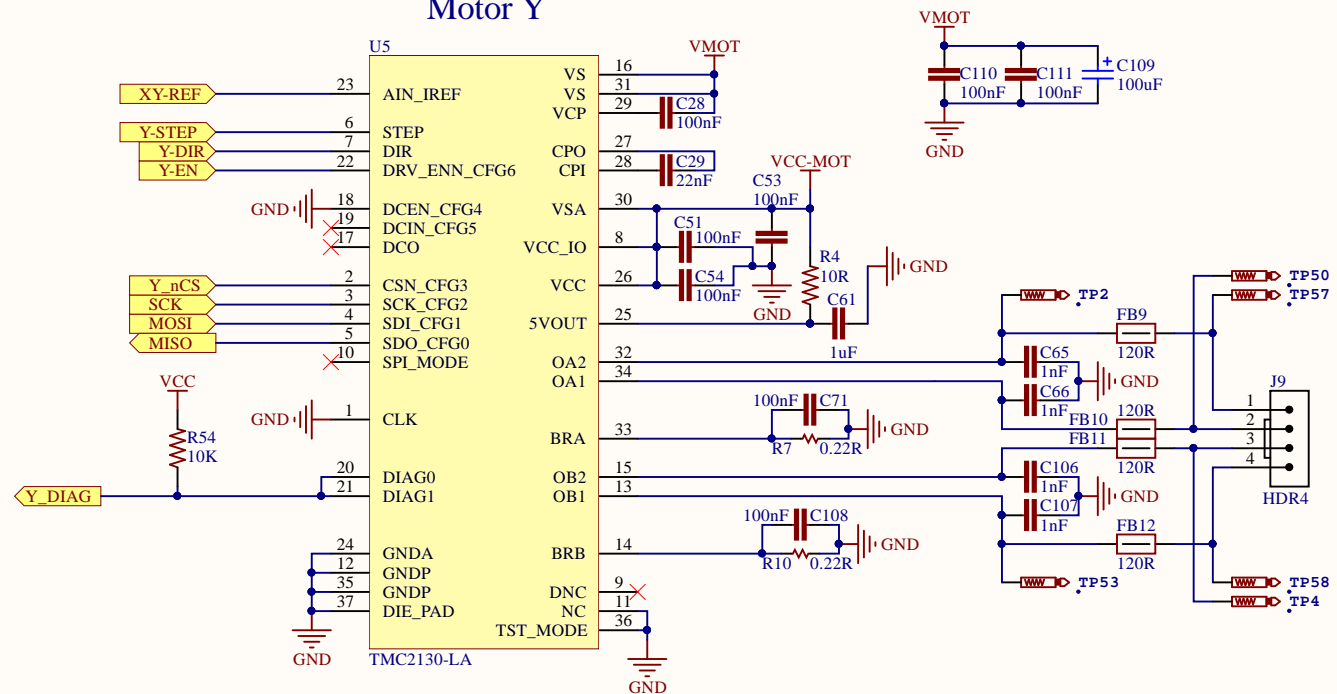 Motor Y
U5
VMOT
VMOT
XY-REF
23
AIN_IREF
VS
16
VS
31
VCP
29
C28
100nF
C110
100nF
C111
100nF
C109
100uF
GND
Y-STEP
6
STEP
Y-DIR
7
DIR
Y-EN
22
DRV_ENN_CFG6
CPO
27
CPI
28
C29
22nF
VCC-MOT
C53
100nF
GND
18
DCEN_CFG4
19
DCIN_CFG5
17
DCO
VSA
30
C51
100nF
VCC_IO
8
C54
100nF
VCC
26
R4
10R
GND
GND
C61
1uF
5VOUT
25
Y_nCS
2
CSN_CFG3
SCK
3
SCK_CFG2
MOSI
4
SDI_CFG1
MISO
5
SDO_CFG0
10
SPI_MODE
OA2
32
OA1
34
TP50
TP57
TP2
FB9
120R
C65
1nF
C66
1nF
GND
VCC
R54
10K
GND
1
CLK
BRA
33
100nF
C71
R7
0.22R
GND
FB10
120R
FB11
120R
J9
1
2
3
4
HDR4
Y_DIAG
20
DIAG0
21
DIAG1
OB2
15
OB1
13
C106
1nF
C107
1nF
GND
100nF
C108
R10
0.22R
GND
FB12
120R
24
GNDA
12
GNDP
35
GNDP
37
DIE_PAD
GND
BRB
14
DNC
9
NC
11
TST_MODE
36
GND
TP53
TP58
TP4
TMC2130-LA